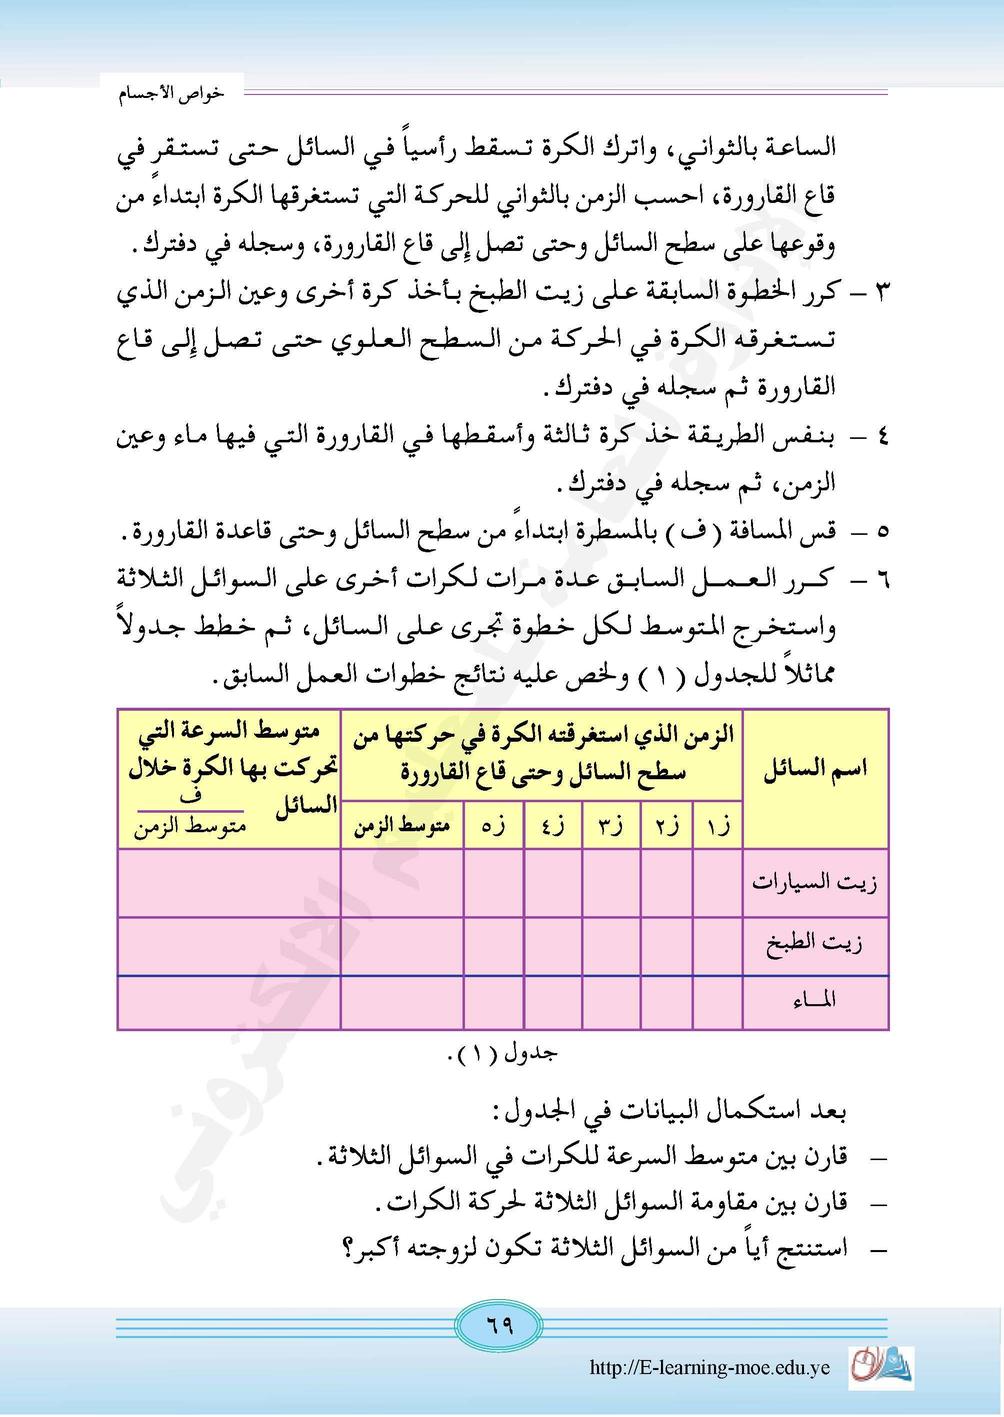 خواص الأجسام
الساعة بالثواني، واترك الكرة تسقط رأسياً في السائل حتى تستقر في
قاع القارورة، احسب الزمن بالثواني للحركة التي تستغرقها الكرة ابتداءً من
وقوعها على سطح السائل وحتى تصل إلى قاع القارورة، وسجله في دفترك.
٣ – كرر الخطوة السابقة على زيت الطبخ بأخذ كرة أخرى وعين الزمن الذي
تستغرقه الكرة في الحركة من السطح العلوي حتى تصل إلى قاع
القارورة ثم سجله في دفترك.
٤ – بنفس الطريقة خذ كرة ثالثة وأسقطها في القارورة التي فيها ماء وعين
الزمن، ثم سجله في دفترك.
٥ – قس المسافة (ف) بالمسطرة ابتداءً من سطح السائل وحتى قاعدة القارورة.
٦ – كرر العمل السابق عدة مرات لكرات أخرى على السوائل الثلاثة
واستخرج المتوسط لكل خطوة تجرى على السائل، ثم خطط جدولاً
مماثلاً للجدول (١) ولخص عليه نتائج خطوات العمل السابق.
اسم السائل
الزمن الذي استغرقته الكرة في حركتها من
سطح السائل وحتى قاع القارورة
ز١ ز٢ ز٣ ز٤ ز٥ متوسط الزمن
متوسط السرعة التي
تحركت بها الكرة خلال
السائل ف
متوسط الزمن
زيت السيارات
زيت الطبخ
المــاء
جدول (١).
بعد استكمال البيانات في الجدول:
– قارن بين متوسط السرعة للكرات في السوائل الثلاثة.
– قارن بين مقاومة السوائل الثلاثة لحركة الكرات.
– استنتج أياً من السوائل الثلاثة تكون لزوجته أكبر؟
٦٩
http://E-learning-moe.edu.ye